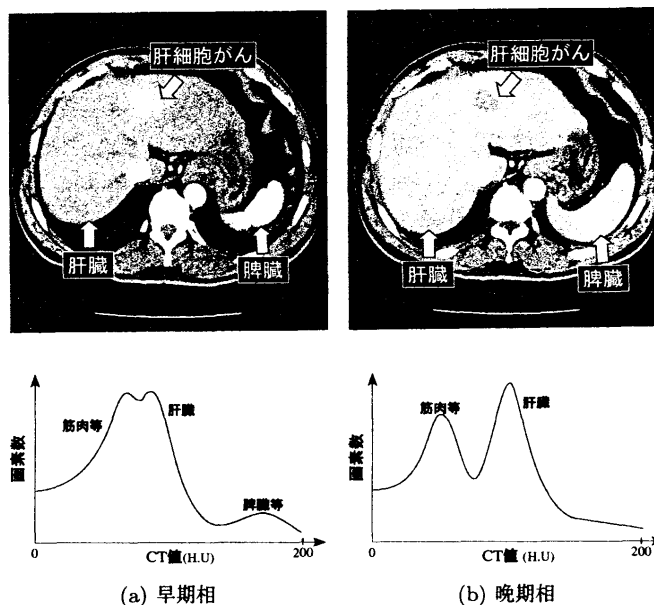 肝細胞がん
肝臓
脾臓
肝細胞がん
肝臓
脾臓
画素数
筋肉等
肝臓
脾臓等
0
200
CT値(H.U)
画素数
筋肉等
肝臓
0
200
CT値(H.U)
(a) 早期相
(b) 晩期相